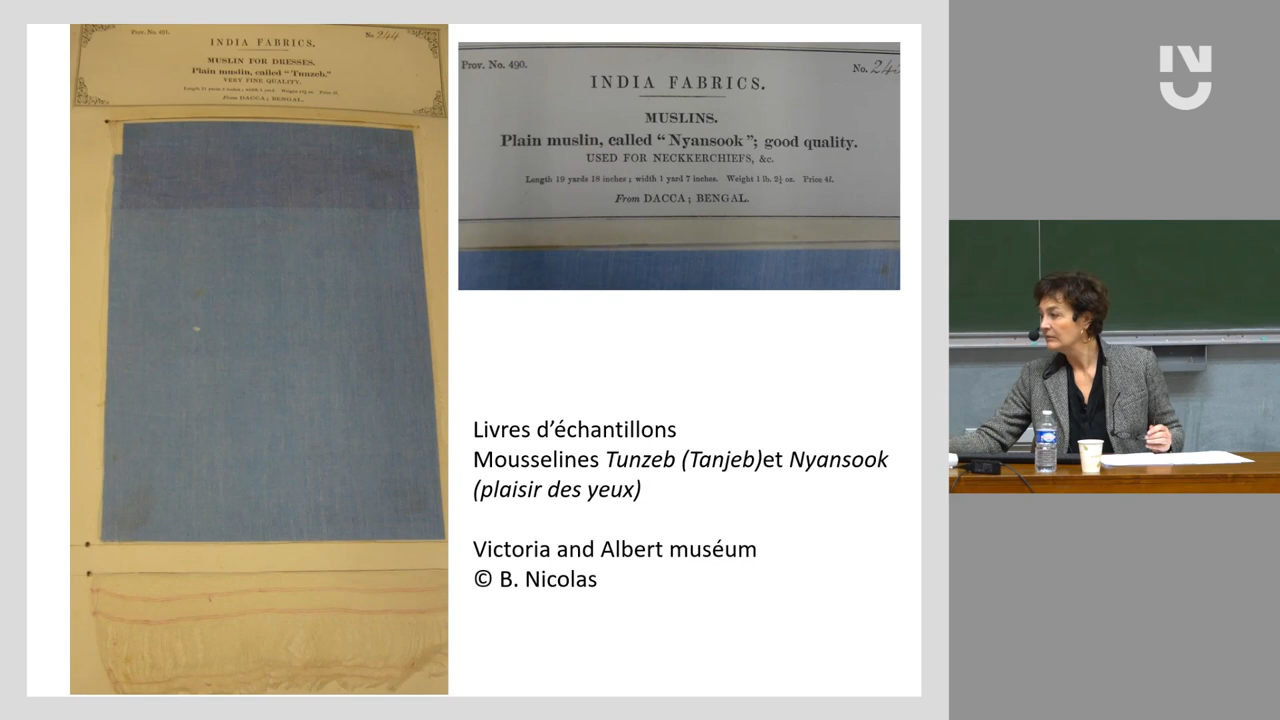 Prov. No. 491.
No 244
INDIA FABRICS.
MUSLIN FOR DRESSES.
Plain muslin, called "Tunzeb."
VERY FINE QUALITY.
From DACCA; BENGAL.
Prov. No. 490.
No.
INDIA FABRICS.
MUSLINS.
Plain muslin, called "Nyansook"; good quality.
USED FOR NECKKERCHIEFS, &c.
Length 19 yards 18 inches; width 1 yard 7 inches. Weight 1 lb. 2½ oz. Price 4l.
From DACCA; BENGAL.
Livres d'échantillons
Mousselines Tunzeb (Tanjeb)et Nyansook
(plaisir des yeux)
Victoria and Albert muséum
© B. Nicolas